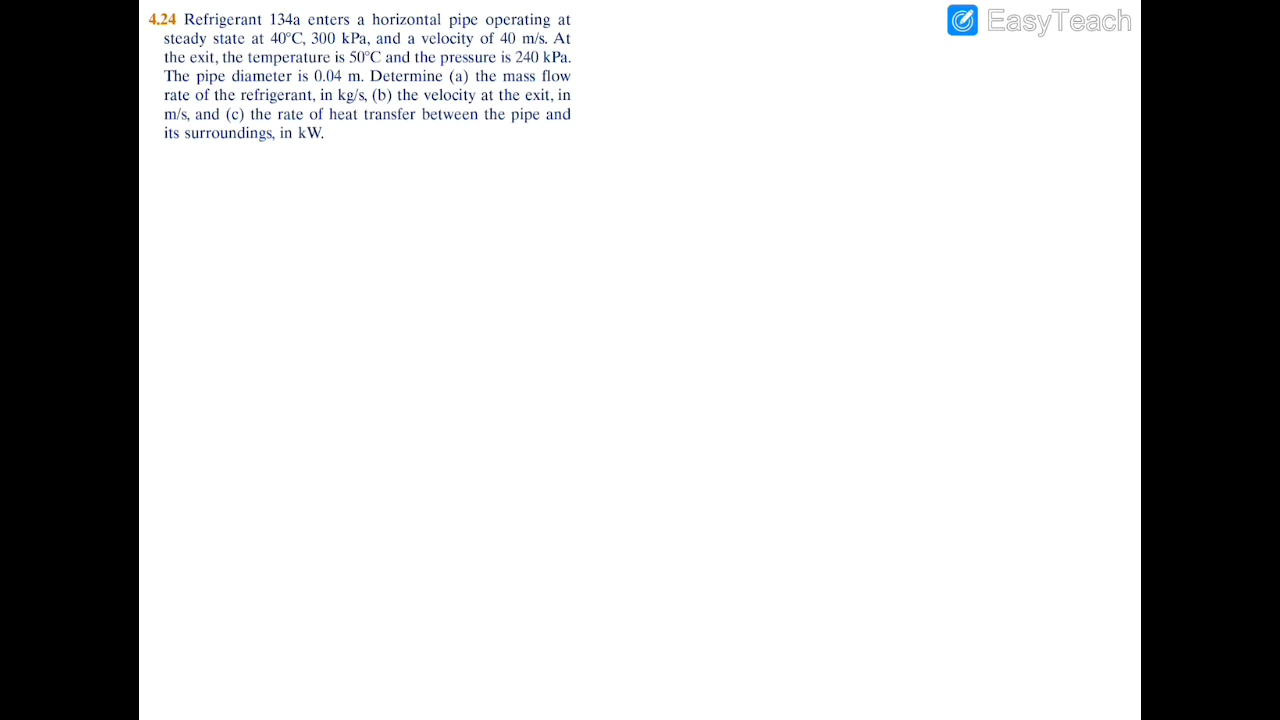 4.24 Refrigerant 134a enters a horizontal pipe operating at
steady state at 40°C, 300 kPa, and a velocity of 40 m/s. At
the exit, the temperature is 50°C and the pressure is 240 kPa.
The pipe diameter is 0.04 m. Determine (a) the mass flow
rate of the refrigerant, in kg/s, (b) the velocity at the exit, in
m/s, and (c) the rate of heat transfer between the pipe and
its surroundings, in kW.
EasyTeach